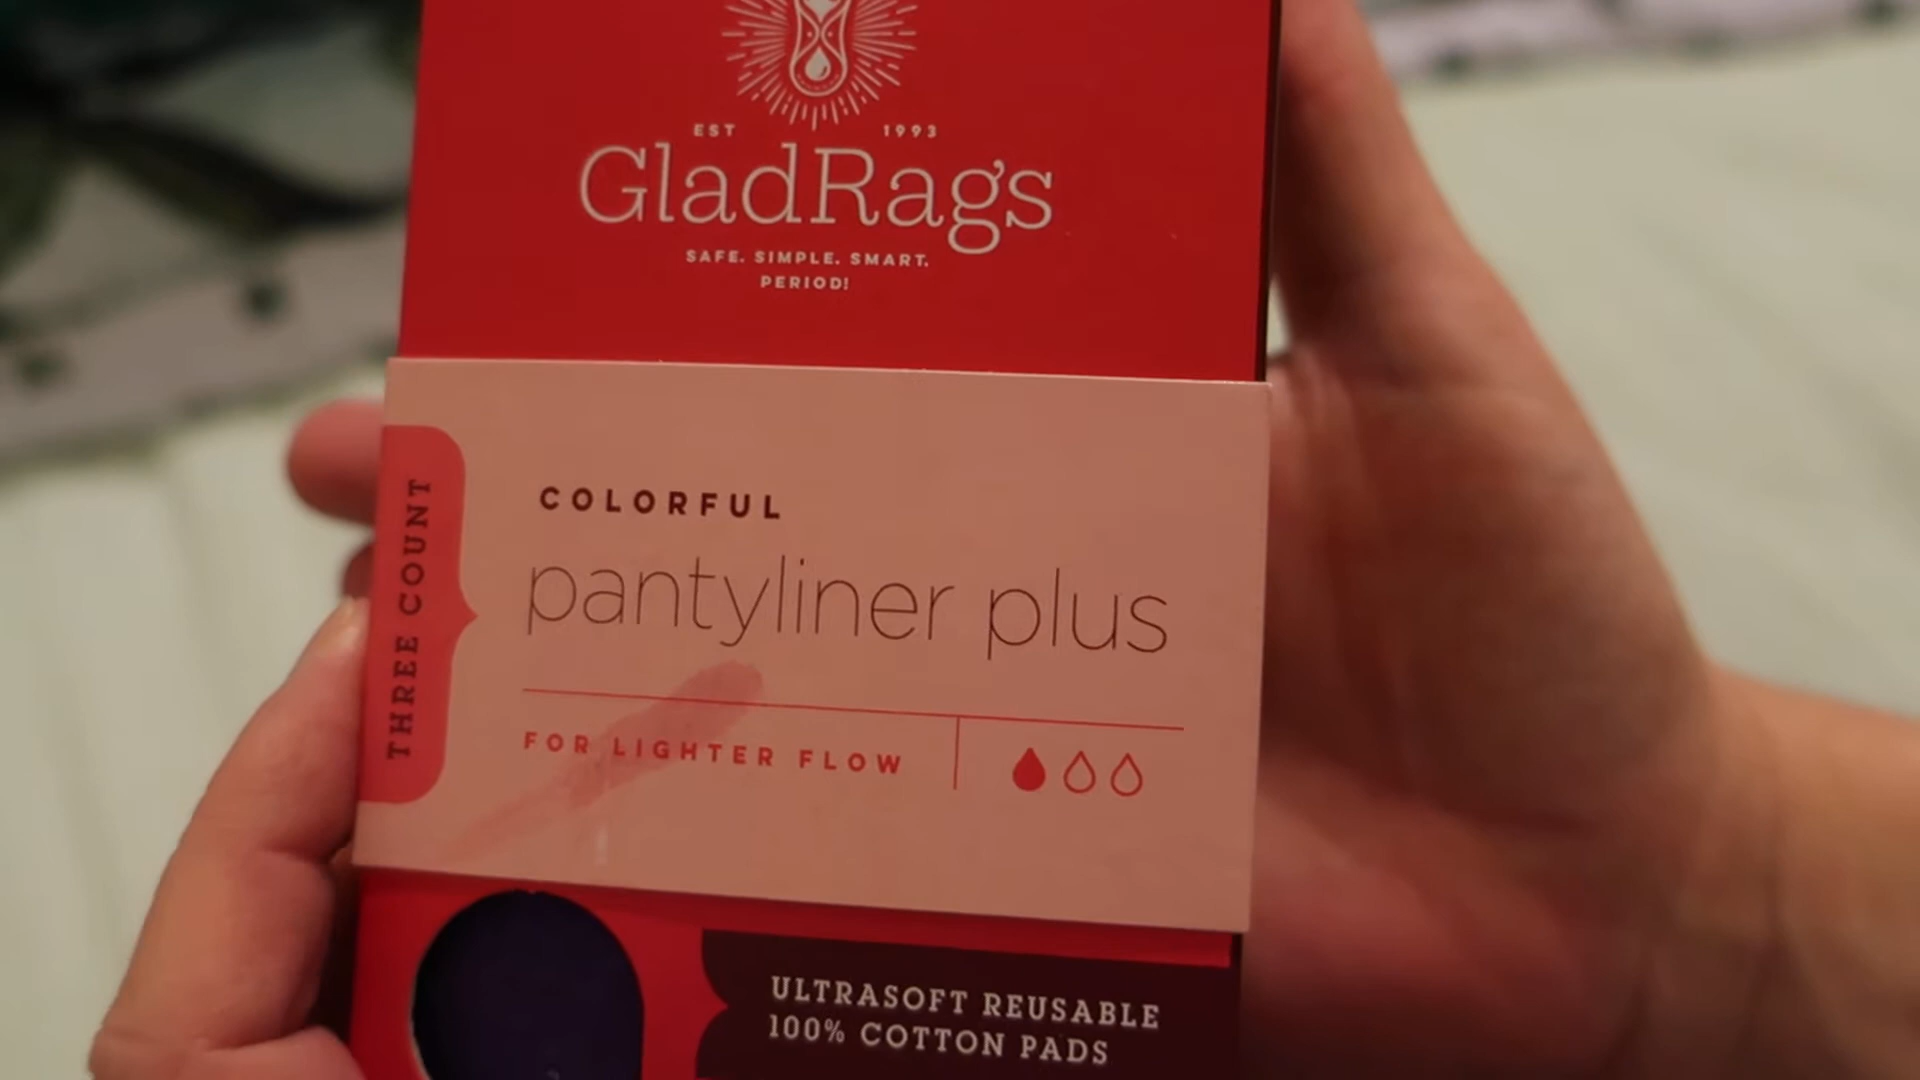 EST 1993
GladRags
SAFE. SIMPLE. SMART.
PERIOD!
THREE COUNT
COLORFUL
pantyliner plus
FOR LIGHTER FLOW
ULTRASOFT REUSABLE
100% COTTON PADS